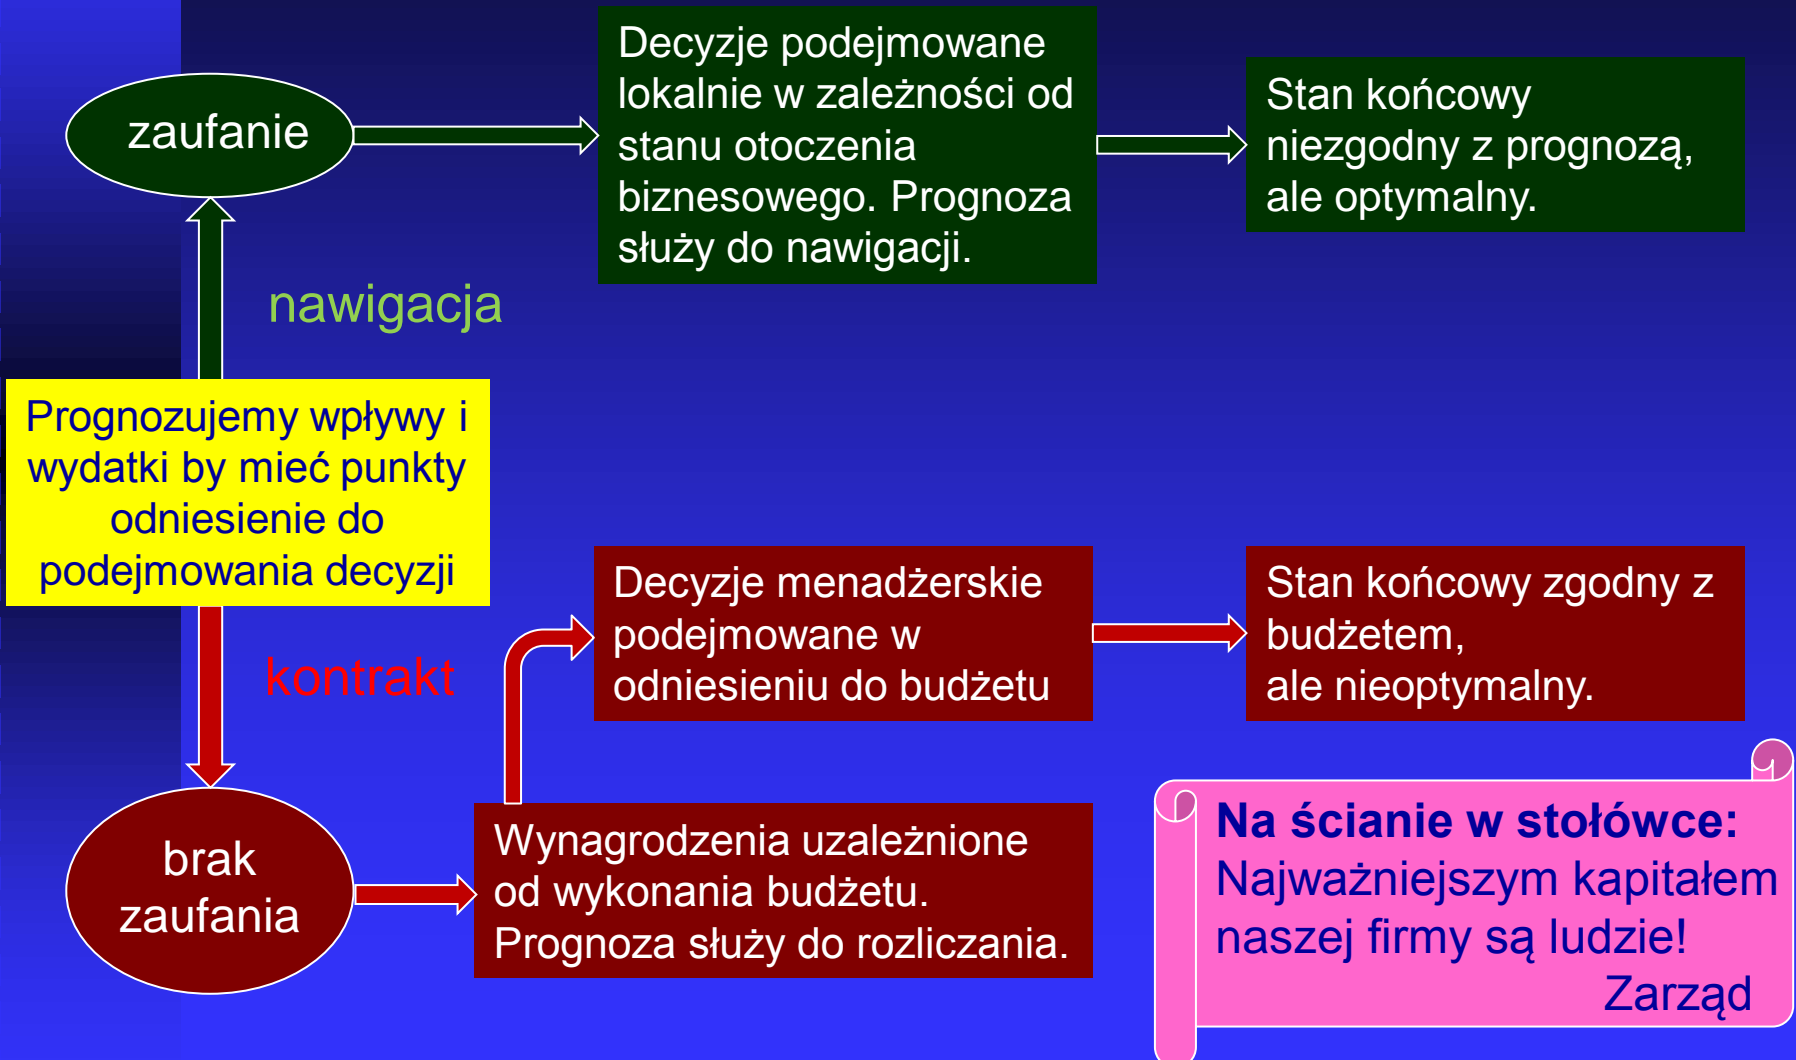 zaufanie
Decyzje podejmowane
lokalnie w zależności od
stanu otoczenia
biznesowego. Prognoza
służy do nawigacji.
Stan końcowy
niezgodny z prognozą,
ale optymalny.
nawigacja
Prognozujemy wpływy i
wydatki by mieć punkty
odniesienie do
podejmowania decyzji
kontrakt
Decyzje menadżerskie
podejmowane w
odniesieniu do budżetu
Stan końcowy zgodny z
budżetem,
ale nieoptymalny.
brak
zaufania
Wynagrodzenia uzależnione
od wykonania budżetu.
Prognoza służy do rozliczania.
Na ścianie w stołówce:
Najważniejszym kapitałem
naszej firmy są ludzie!
Zarząd